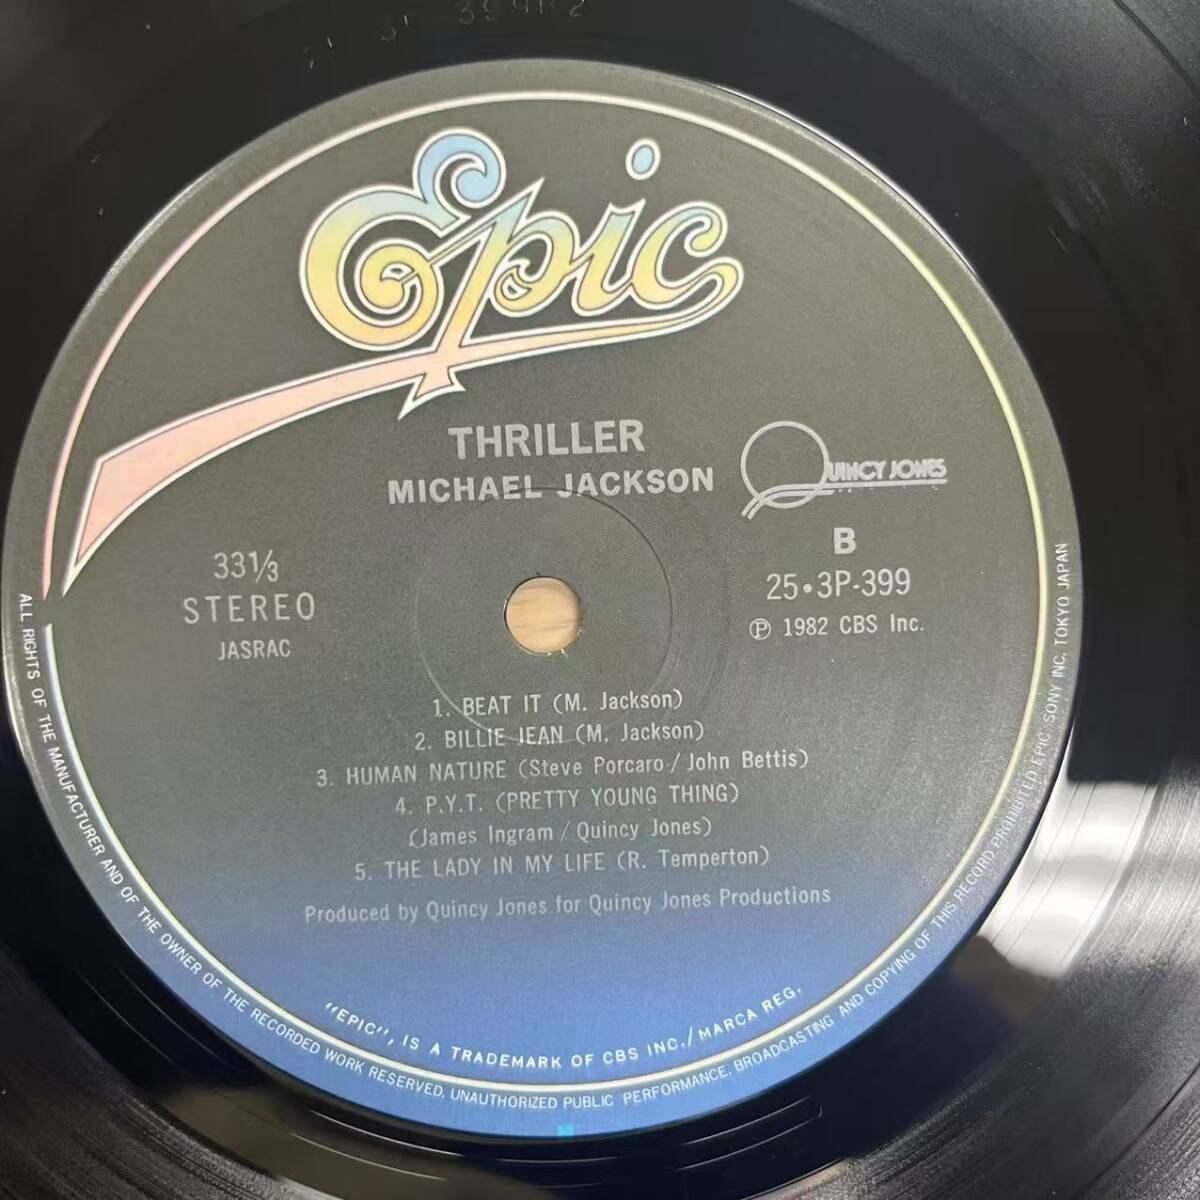 Epic
THRILLER
MICHAEL JACKSON
QUINCY JONES
33⅓
STEREO
JASRAC
B
25•3P-399
Ⓟ 1982 CBS Inc.
1. BEAT IT (M. Jackson)
2. BILLIE JEAN (M. Jackson)
3. HUMAN NATURE (Steve Porcaro/John Bettis)
4. P.Y.T. (PRETTY YOUNG THING)
(James Ingram/Quincy Jones)
5. THE LADY IN MY LIFE (R. Temperton)
Produced by Quincy Jones for Quincy Jones Productions
"EPIC", IS A TRADEMARK OF CBS INC./MARCA REG.
ALL RIGHTS OF THE MANUFACTURER AND OF THE OWNER OF THE RECORDED WORK RESERVED. UNAUTHORIZED PUBLIC PERFORMANCE. BROADCASTING AND COPYING OF THIS RECORD PROHIBITED EPIC/SONY INC. TOKYO JAPAN